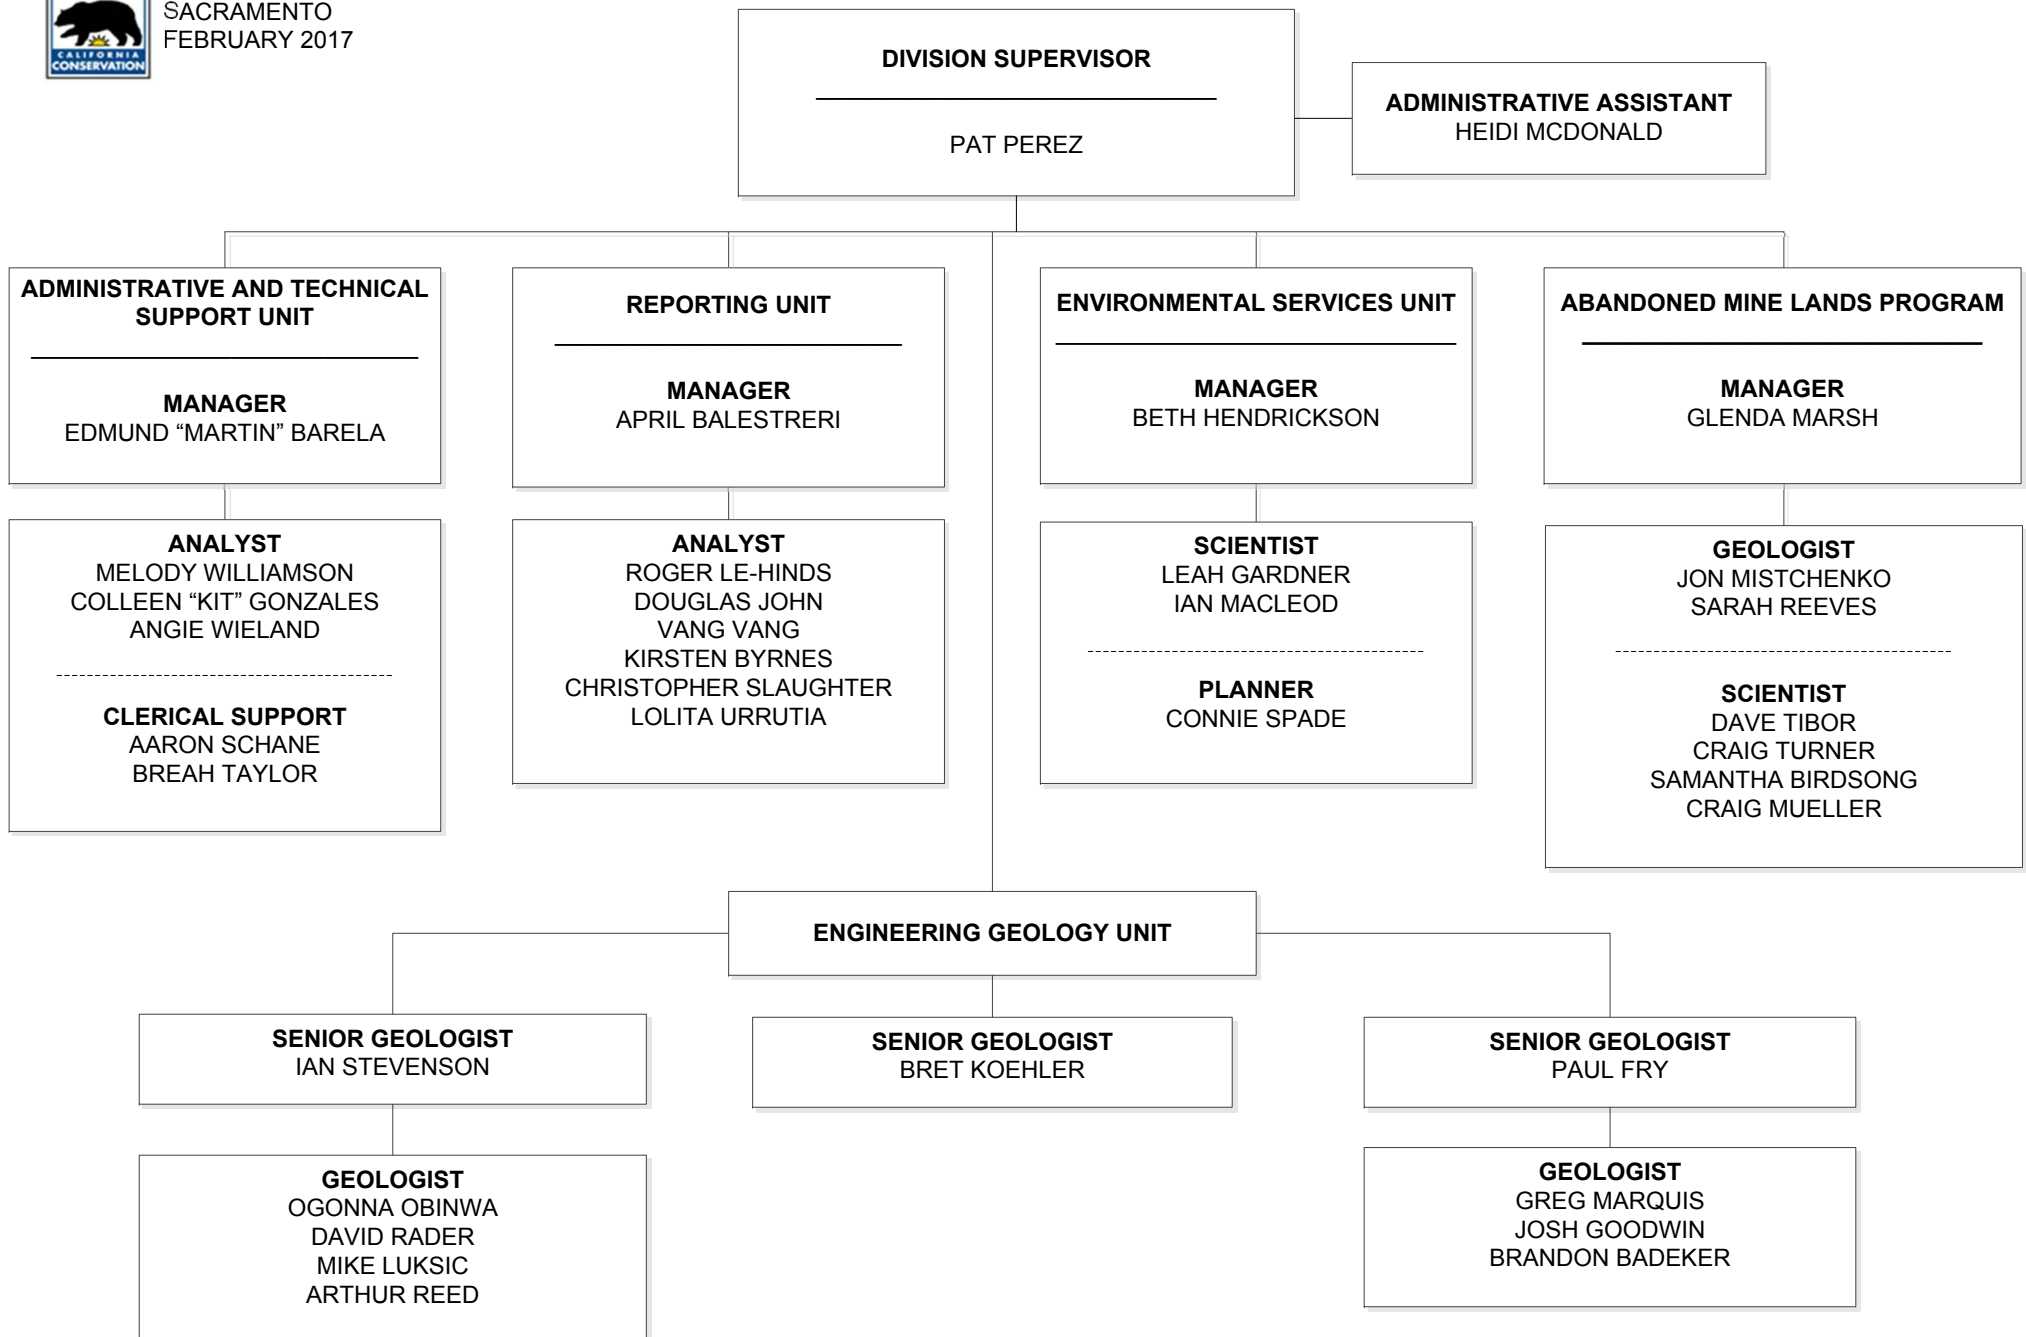 CALIFORNIA
CONSERVATION
SACRAMENTO
FEBRUARY 2017
DIVISION SUPERVISOR
PAT PEREZ
ADMINISTRATIVE ASSISTANT
HEIDI MCDONALD
ADMINISTRATIVE AND TECHNICAL
SUPPORT UNIT
MANAGER
EDMUND “MARTIN” BARELA
REPORTING UNIT
MANAGER
APRIL BALESTRERI
ENVIRONMENTAL SERVICES UNIT
MANAGER
BETH HENDRICKSON
ABANDONED MINE LANDS PROGRAM
MANAGER
GLENDA MARSH
ANALYST
MELODY WILLIAMSON
COLLEEN “KIT” GONZALES
ANGIE WIELAND
CLERICAL SUPPORT
AARON SCHANE
BREAH TAYLOR
ANALYST
ROGER LE-HINDS
DOUGLAS JOHN
VANG VANG
KIRSTEN BYRNES
CHRISTOPHER SLAUGHTER
LOLITA URRUTIA
SCIENTIST
LEAH GARDNER
IAN MACLEOD
PLANNER
CONNIE SPADE
GEOLOGIST
JON MISTCHENKO
SARAH REEVES
SCIENTIST
DAVE TIBOR
CRAIG TURNER
SAMANTHA BIRDSONG
CRAIG MUELLER
ENGINEERING GEOLOGY UNIT
SENIOR GEOLOGIST
IAN STEVENSON
SENIOR GEOLOGIST
BRET KOEHLER
SENIOR GEOLOGIST
PAUL FRY
GEOLOGIST
OGONNA OBINWA
DAVID RADER
MIKE LUKSIC
ARTHUR REED
GEOLOGIST
GREG MARQUIS
JOSH GOODWIN
BRANDON BADEKER